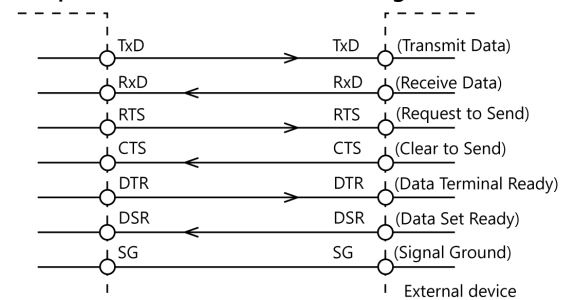 TxD TxD (Transmit Data)
RxD RxD (Receive Data)
RTS RTS (Request to Send)
CTS CTS (Clear to Send)
DTR DTR (Data Terminal Ready)
DSR DSR (Data Set Ready)
SG SG (Signal Ground)
External device